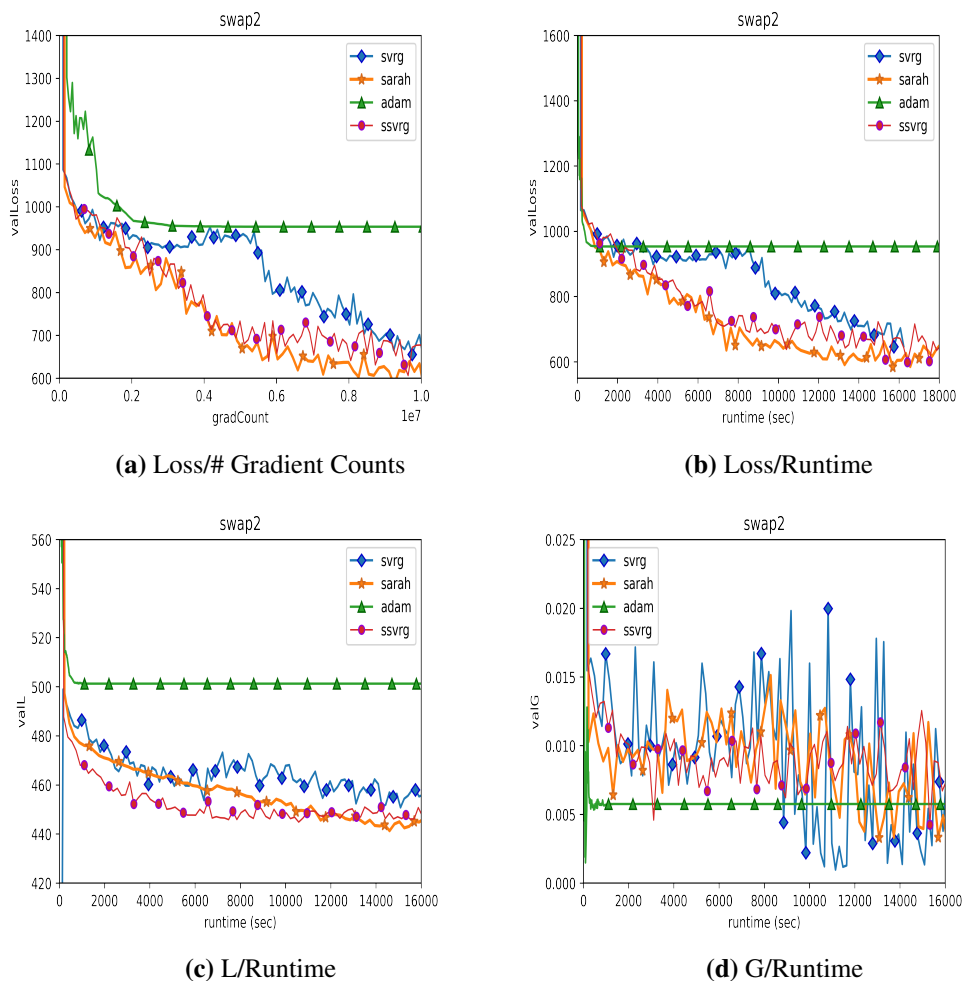 swap2
1400
1300
1200
1100
1000
900
800
700
600
valLoss
svrg
sarah
adam
ssvrg
0.0 0.2 0.4 0.6 0.8 1.0
1e7
gradCount
(a) Loss/# Gradient Counts
swap2
1600
1400
1200
1000
800
600
valLoss
svrg
sarah
adam
ssvrg
0 2000 4000 6000 8000 10000 12000 14000 16000 18000
runtime (sec)
(b) Loss/Runtime
swap2
560
540
520
500
480
460
440
420
valL
svrg
sarah
adam
ssvrg
0 2000 4000 6000 8000 10000 12000 14000 16000
runtime (sec)
(c) L/Runtime
swap2
0.025
0.020
0.015
0.010
0.005
0.000
valG
svrg
sarah
adam
ssvrg
0 2000 4000 6000 8000 10000 12000 14000 16000
runtime (sec)
(d) G/Runtime